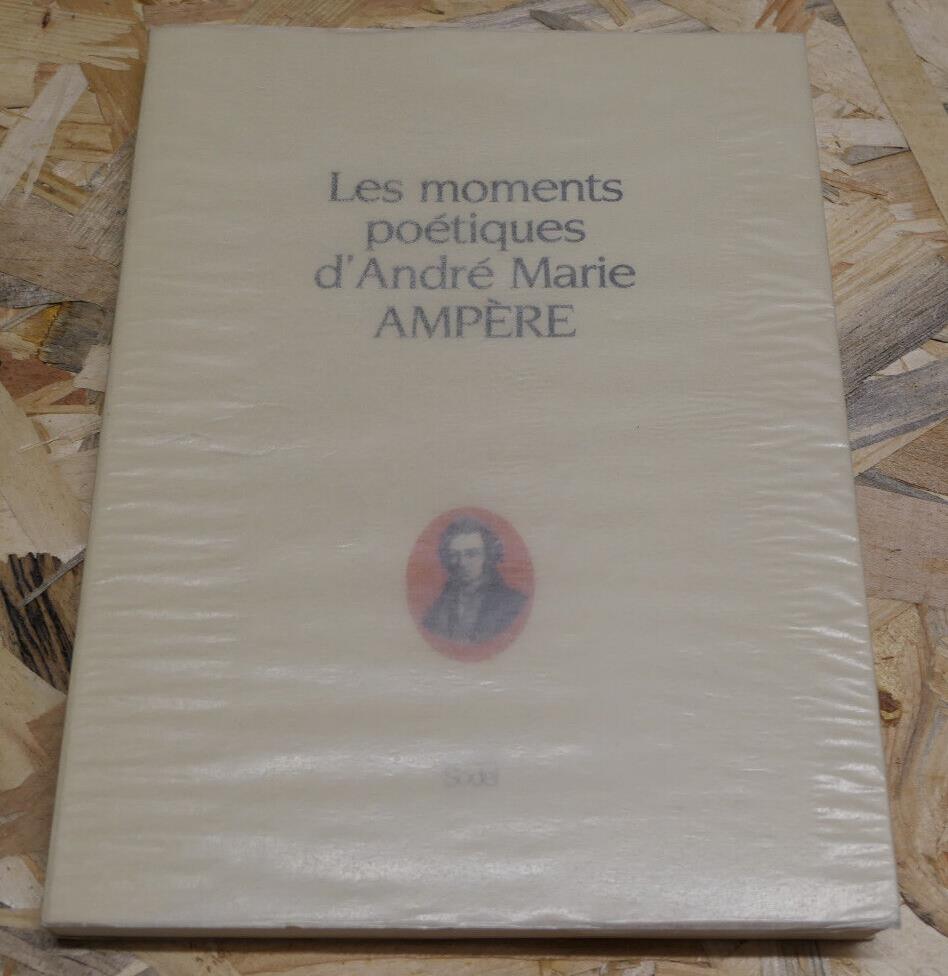 Les moments
poétiques
d'André Marie
AMPÈRE
Sodel